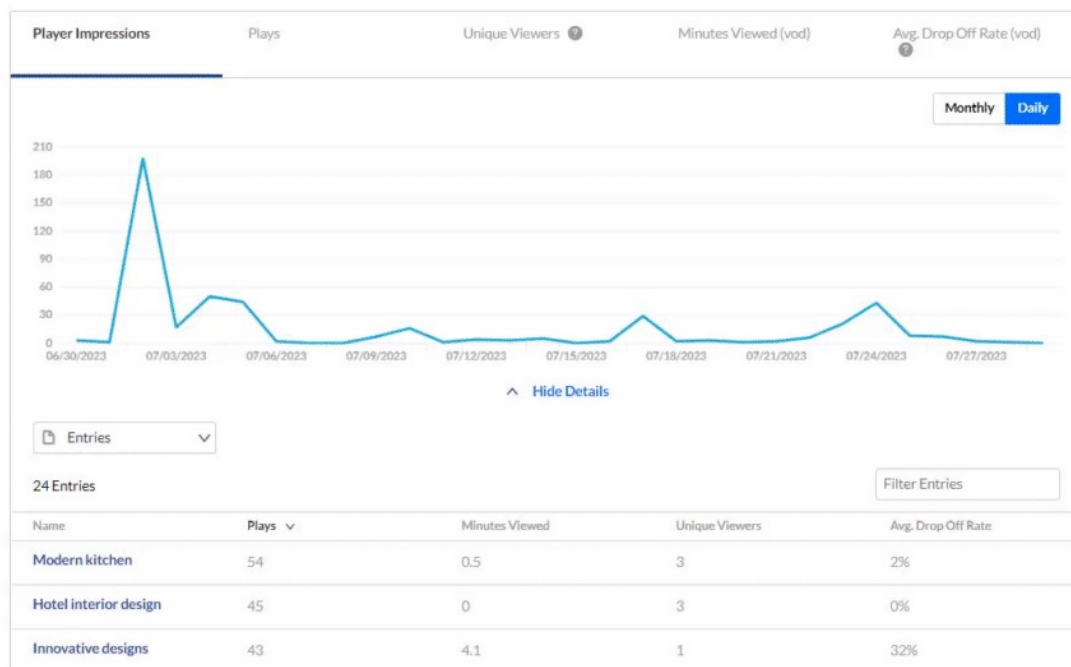 Player Impressions Plays Unique Viewers ? Minutes Viewed (vod) Avg. Drop Off Rate (vod)
?
Monthly Daily
210
180
150
120
90
60
30
0
06/30/2023 07/03/2023 07/06/2023 07/09/2023 07/12/2023 07/15/2023 07/18/2023 07/21/2023 07/24/2023 07/27/2023
Hide Details
Entries
24 Entries Filter Entries
Name Plays Minutes Viewed Unique Viewers Avg. Drop Off Rate
Modern kitchen 54 0.5 3 2%
Hotel interior design 45 0 3 0%
Innovative designs 43 4.1 1 32%